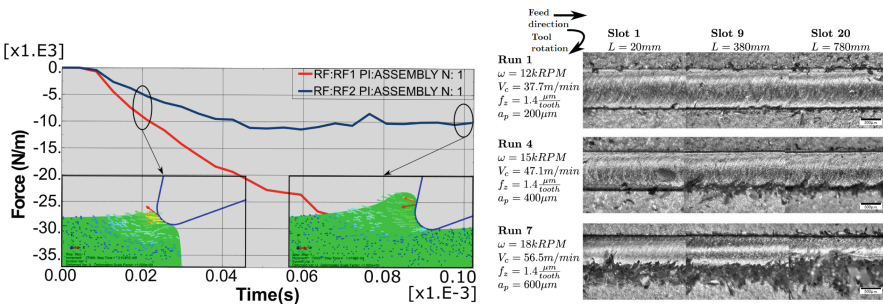 [x1.E3]
RF:RF1 PI:ASSEMBLY N: 1
RF:RF2 PI:ASSEMBLY N: 1
Force (N/m)
0.0
-5.0
-10.
-15.
-20.
-25.
-30.
-35.
0.00
0.02
0.04
0.06
0.08
0.10
Time(s)
[x1.E-3]
Feed
direction
Tool
rotation
Slot 1
L = 20mm
Slot 9
L = 380mm
Slot 20
L = 780mm
Run 1
ω = 12kRPM
V_c = 37.7m/min
f_z = 1.4 μm/tooth
a_p = 200μm
Run 4
ω = 15kRPM
V_c = 47.1m/min
f_z = 1.4 μm/tooth
a_p = 400μm
Run 7
ω = 18kRPM
V_c = 56.5m/min
f_z = 1.4 μm/tooth
a_p = 600μm